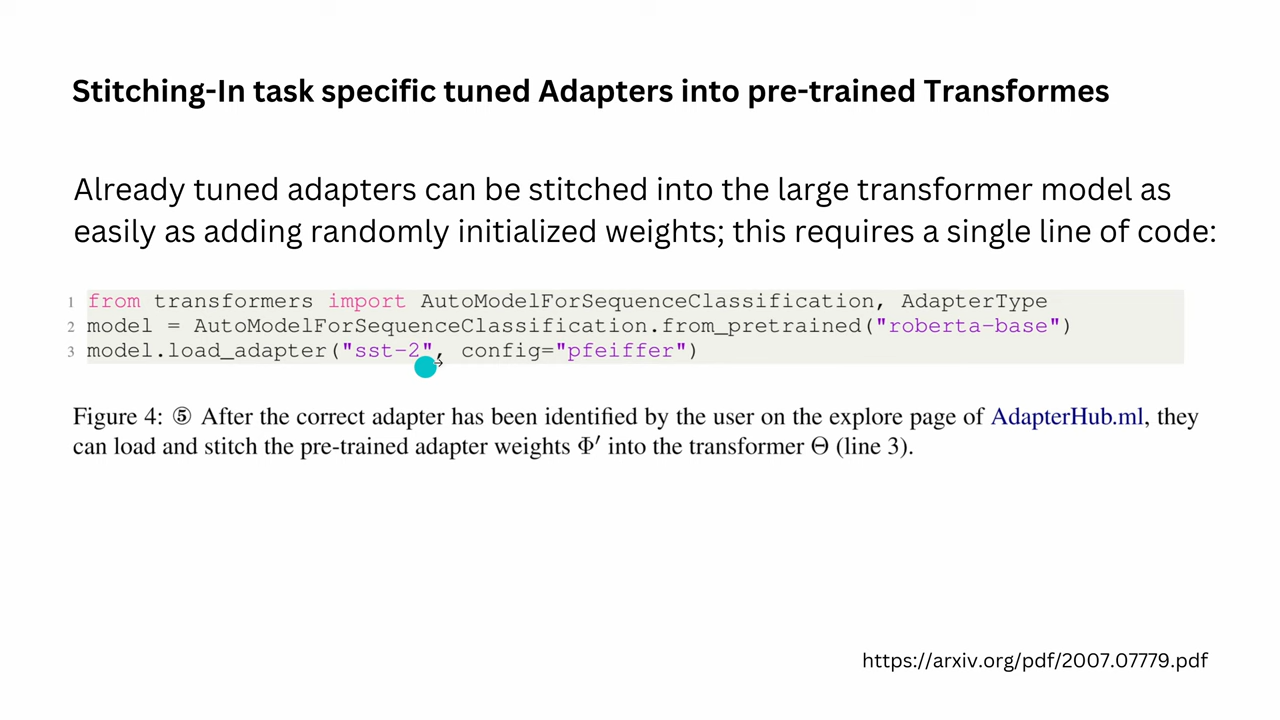 Stitching-In task specific tuned Adapters into pre-trained Transformes
Already tuned adapters can be stitched into the large transformer model as
easily as adding randomly initialized weights; this requires a single line of code:
1 from transformers import AutoModelForSequenceClassification, AdapterType
2 model = AutoModelForSequenceClassification.from_pretrained("roberta-base")
3 model.load_adapter("sst-2", config="pfeiffer")
Figure 4: ⑤ After the correct adapter has been identified by the user on the explore page of AdapterHub.ml, they
can load and stitch the pre-trained adapter weights Φ′ into the transformer Θ (line 3).
https://arxiv.org/pdf/2007.07779.pdf